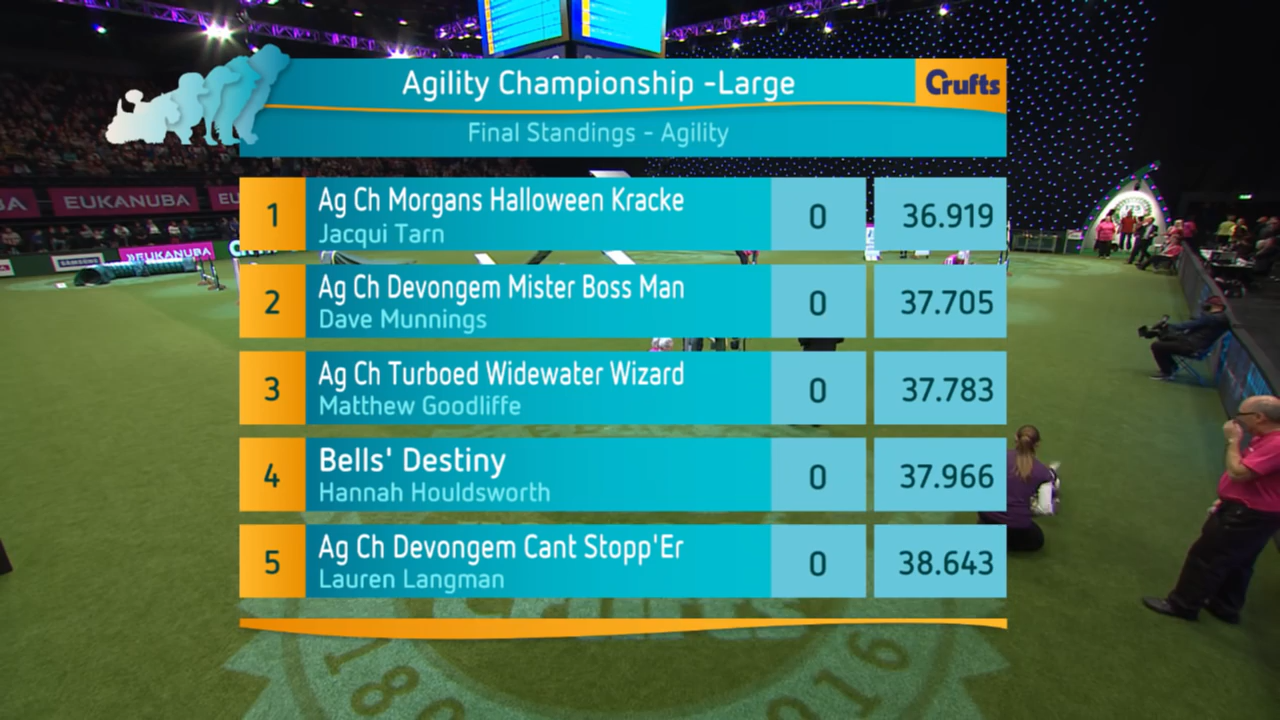 Agility Championship -Large
Crufts
Final Standings - Agility
1
Ag Ch Morgans Halloween Kracke
Jacqui Tarn
0
36.919
2
Ag Ch Devongem Mister Boss Man
Dave Munnings
0
37.705
3
Ag Ch Turboed Widewater Wizard
Matthew Goodliffe
0
37.783
4
Bells' Destiny
Hannah Houldsworth
0
37.966
5
Ag Ch Devongem Cant Stopp'Er
Lauren Langman
0
38.643
EUKANUBA
EU
EUKANUBA
SAMSUNG